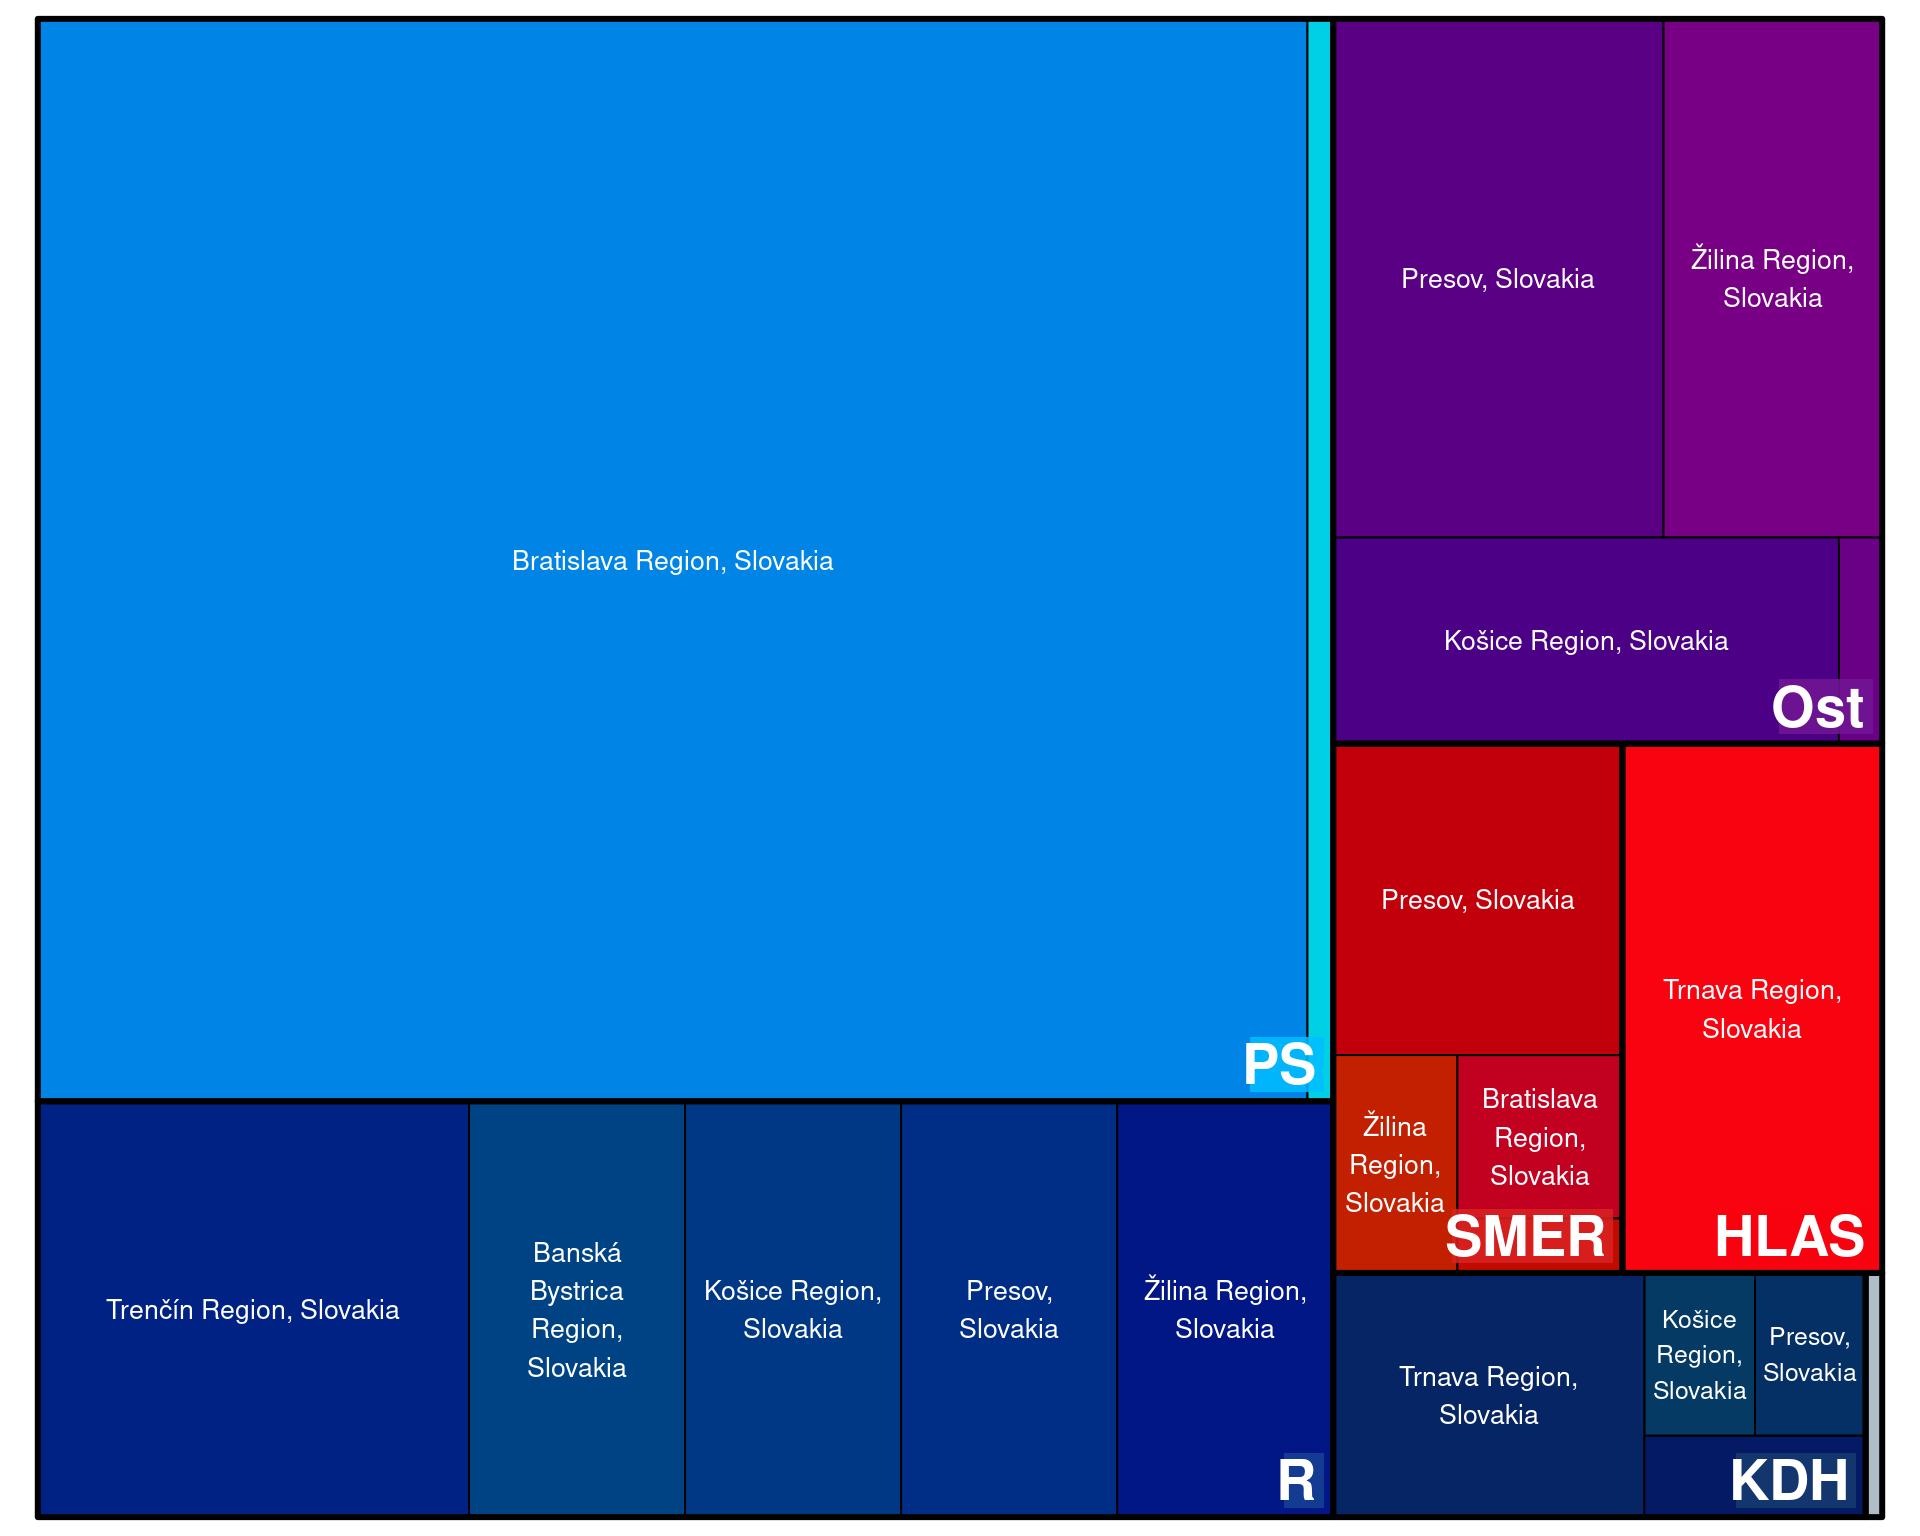 Bratislava Region, Slovakia
PS
Presov, Slovakia
Žilina Region,
Slovakia
Košice Region, Slovakia
Ost
Presov, Slovakia
Žilina
Region,
Slovakia
Bratislava
Region,
Slovakia
SMER
Trnava Region,
Slovakia
HLAS
Trenčín Region, Slovakia
Banská
Bystrica
Region,
Slovakia
Košice Region,
Slovakia
Presov,
Slovakia
Žilina Region,
Slovakia
R
Trnava Region,
Slovakia
Košice
Region,
Slovakia
Presov,
Slovakia
KDH